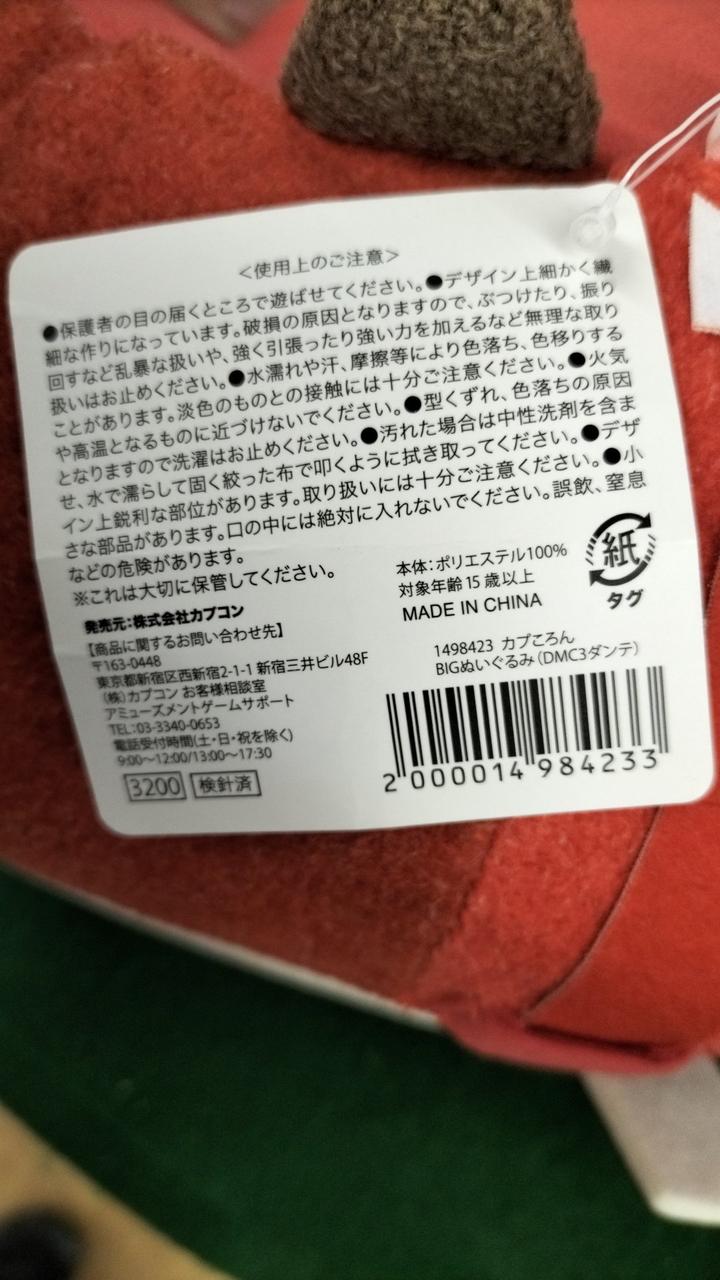 <使用上のご注意>
●保護者の目の届くところで遊ばせてください。●デザイン上細かく繊
細な作りになっています。破損の原因となりますので、ぶつけたり、振り
回すなど乱暴な扱いや、強く引張ったり強い力を加えるなど無理な取り
扱いはお止めください。●水濡れや汗、摩擦等により色落ち、色移りする
ことがあります。淡色のものとの接触には十分ご注意ください。●火気
や高温となるものに近づけないでください。●型くずれ、色落ちの原因
となりますので洗濯はお止めください。●汚れた場合は中性洗剤を含ま
せ、水で濡らして固く絞った布で叩くように拭き取ってください。●デザ
イン上鋭利な部位があります。取り扱いには十分ご注意ください。●小
さな部品があります。口の中には絶対に入れないでください。誤飲、窒息
などの危険があります。
※これは大切に保管してください。
発売元:株式会社カプコン
【商品に関するお問い合わせ先】
〒163-0448
東京都新宿区西新宿2-1-1 新宿三井ビル48F
(株)カプコン お客様相談室
アミューズメントゲームサポート
TEL:03-3340-0653
電話受付時間(土・日・祝を除く)
9:00～12:00/13:00～17:30
3200 検針済
本体:ポリエステル100%
対象年齢15歳以上
MADE IN CHINA
紙
タグ
1498423 カプころん
BIGぬいぐるみ(DMC3ダンテ)
2 000014 984233